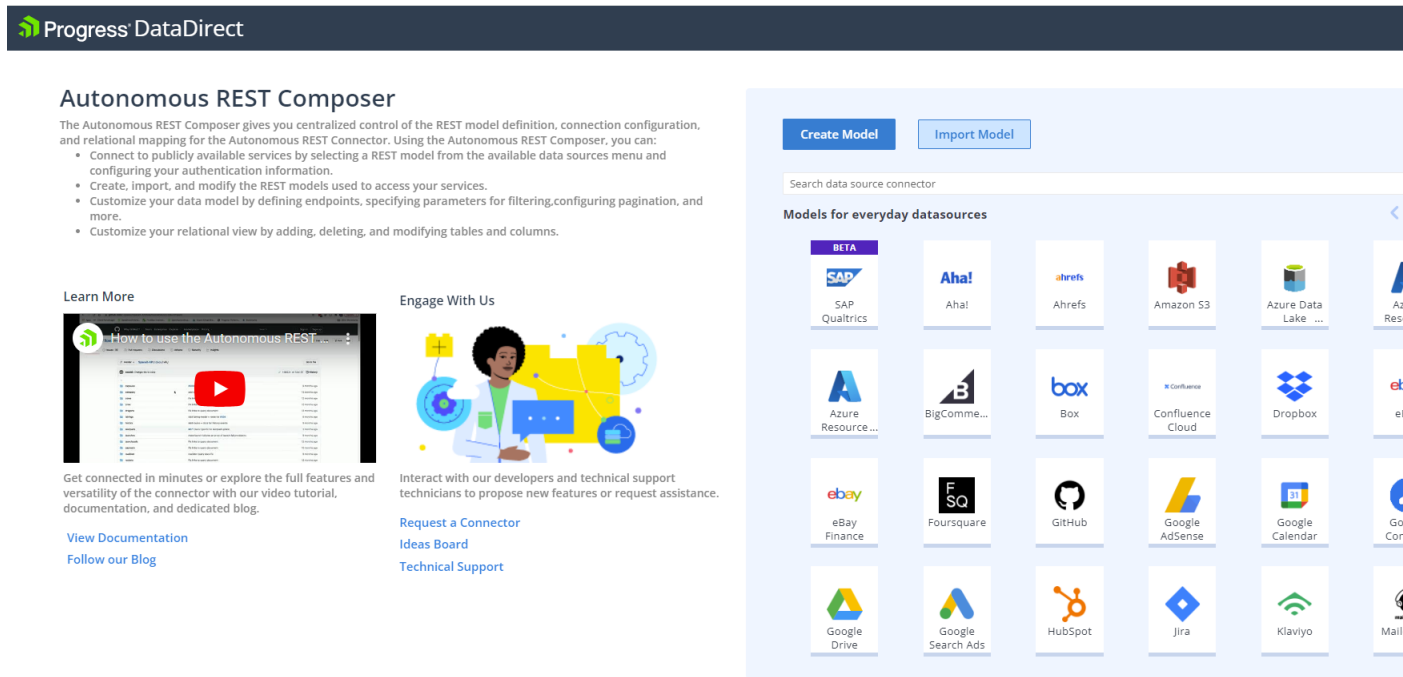 Progress® DataDirect
Autonomous REST Composer
The Autonomous REST Composer gives you centralized control of the REST model definition, connection configuration,
and relational mapping for the Autonomous REST Connector. Using the Autonomous REST Composer, you can:
• Connect to publicly available services by selecting a REST model from the available data sources menu and
configuring your authentication information.
• Create, import, and modify the REST models used to access your services.
• Customize your data model by defining endpoints, specifying parameters for filtering,configuring pagination, and
more.
• Customize your relational view by adding, deleting, and modifying tables and columns.
Learn More
How to use the Autonomous REST...
Get connected in minutes or explore the full features and
versatility of the connector with our video tutorial,
documentation, and dedicated blog.
View Documentation
Follow our Blog
Engage With Us
Interact with our developers and technical support
technicians to propose new features or request assistance.
Request a Connector
Ideas Board
Technical Support
Create Model
Import Model
Search data source connector
Models for everyday datasources
BETA
SAP
SAP
Qualtrics
Aha!
Aha!
ahrefs
Ahrefs
Amazon S3
Azure Data
Lake ...
Az
Res
Azure
Resource ...
B
BigComme...
box
Box
Confluence
Confluence
Cloud
Dropbox
eb
e
ebay
eBay
Finance
F
SQ
Foursquare
GitHub
Google
AdSense
31
Google
Calendar
Go
Con
Google
Drive
Google
Search Ads
HubSpot
Jira
Klaviyo
Mail